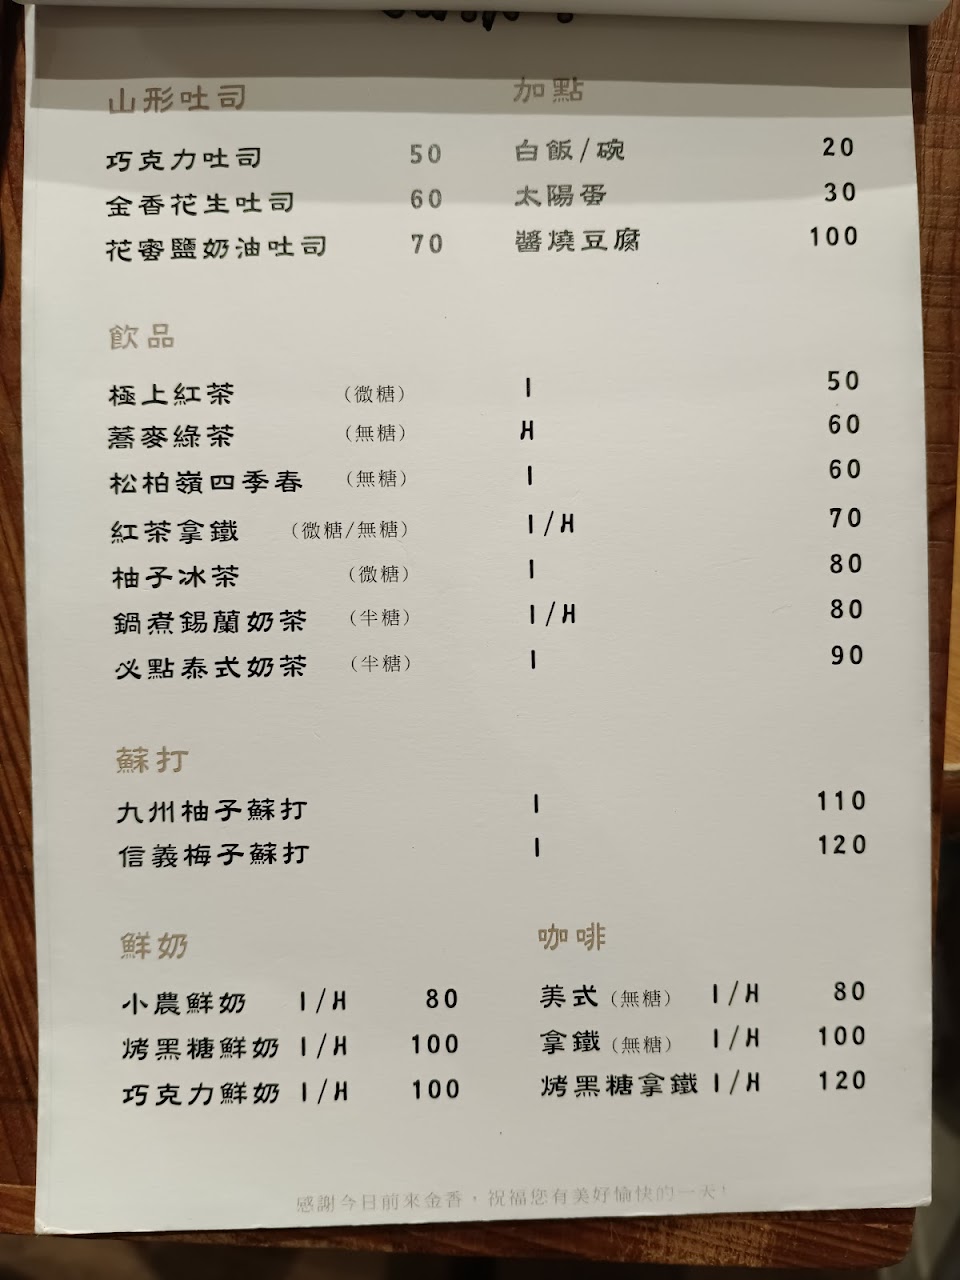 山形吐司
巧克力吐司 50
金香花生吐司 60
花蜜鹽奶油吐司 70
加點
白飯/碗 20
太陽蛋 30
醬燒豆腐 100
飲品
極上紅茶 (微糖) I 50
蕎麥綠茶 (無糖) H 60
松柏嶺四季春 (無糖) I 60
紅茶拿鐵 (微糖/無糖) I/H 70
柚子冰茶 (微糖) I 80
鍋煮錫蘭奶茶 (半糖) I/H 80
必點泰式奶茶 (半糖) I 90
蘇打
九州柚子蘇打 I 110
信義梅子蘇打 I 120
鮮奶
小農鮮奶 I/H 80
烤黑糖鮮奶 I/H 100
巧克力鮮奶 I/H 100
咖啡
美式 (無糖) I/H 80
拿鐵 (無糖) I/H 100
烤黑糖拿鐵 I/H 120
感謝今日前來金香，祝福您有美好愉快的一天!